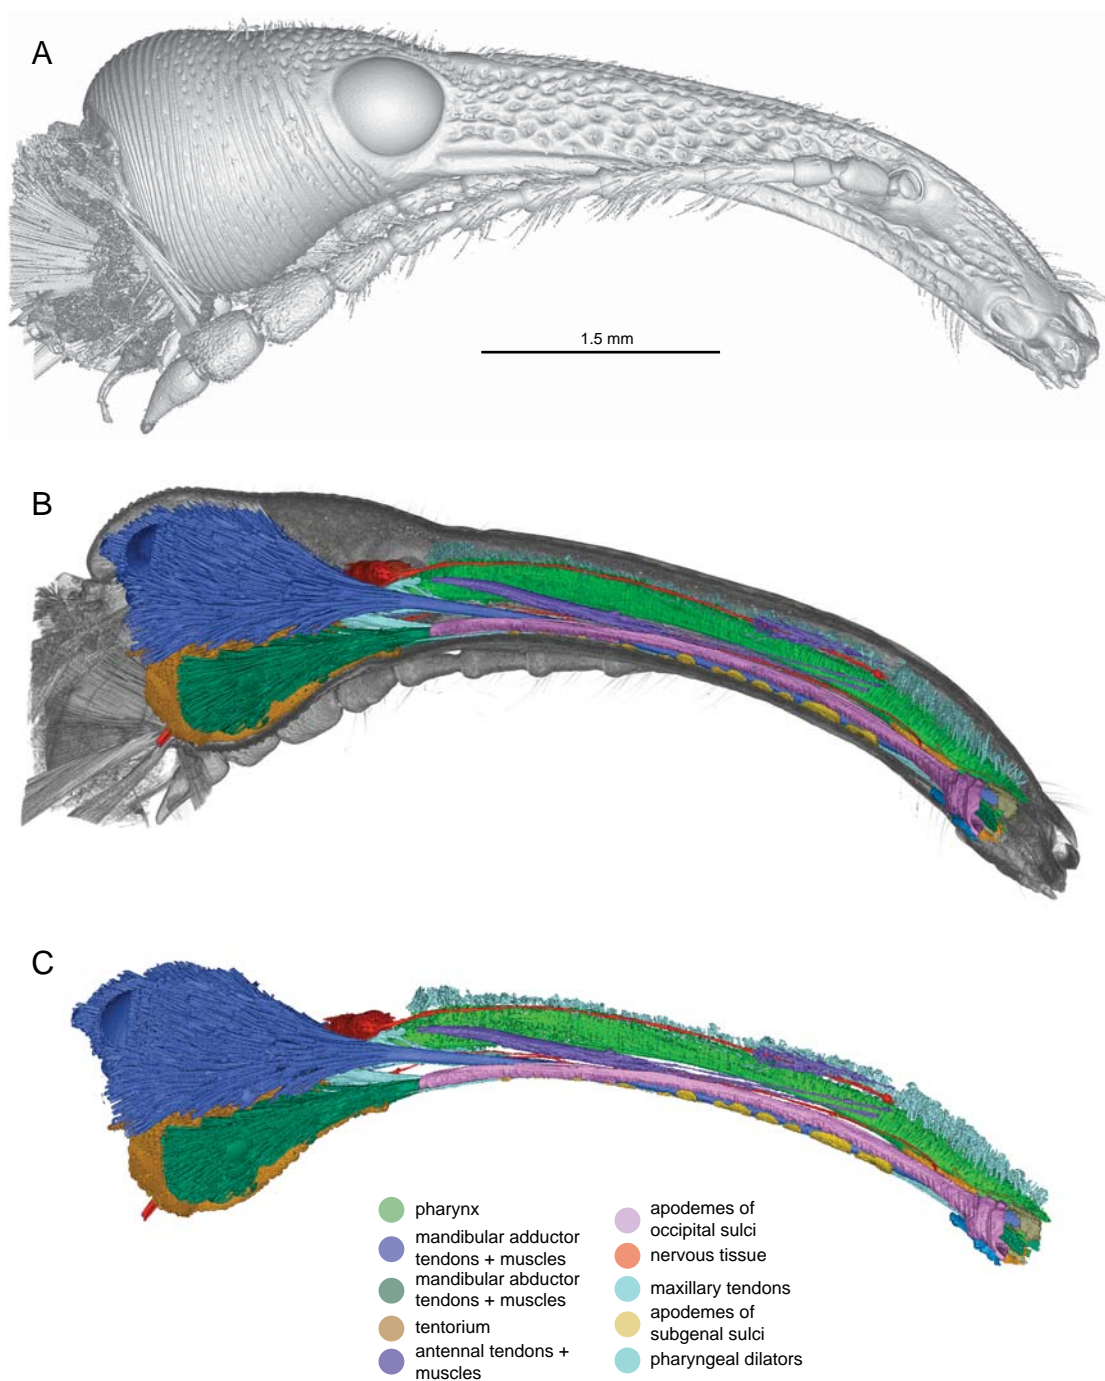 A
1.5 mm
B
C
pharynx
mandibular adductor
tendons + muscles
mandibular abductor
tendons + muscles
tentorium
antennal tendons +
muscles
apodemes of
occipital sulci
nervous tissue
maxillary tendons
apodemes of
subgenal sulci
pharyngeal dilators